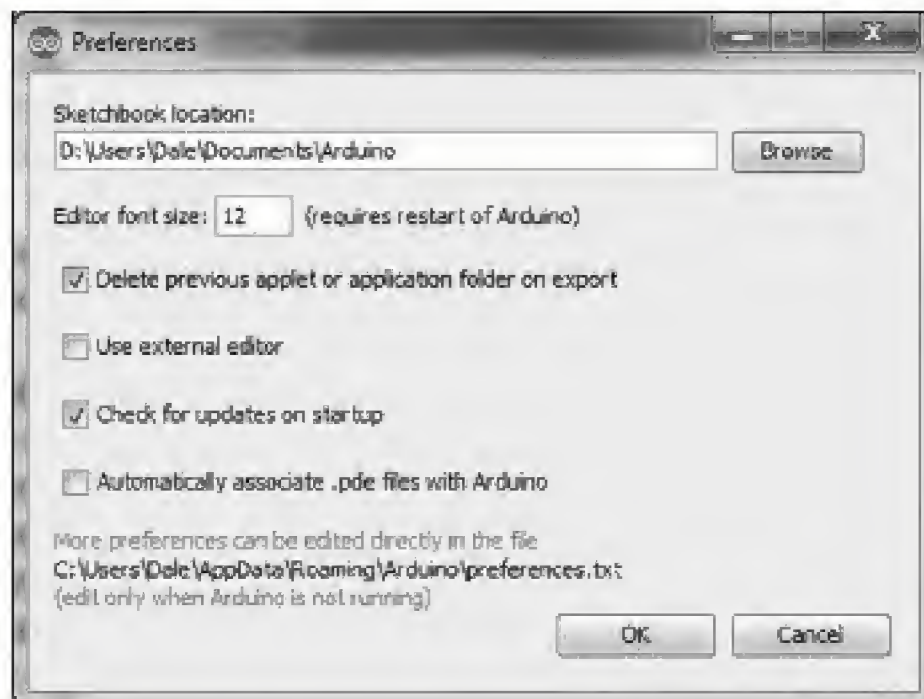 Preferences
Sketchbook location:
D:\Users\Dale\Documents\Arduino
Browse
Editor font size: 12 (requires restart of Arduino)
Delete previous applet or application folder on export
Use external editor
Check for updates on startup
Automatically associate .pde files with Arduino
More preferences can be edited directly in the file
C:\Users\Dale\AppData\Roaming\Arduino\preferences.txt
(edit only when Arduino is not running)
OK
Cancel